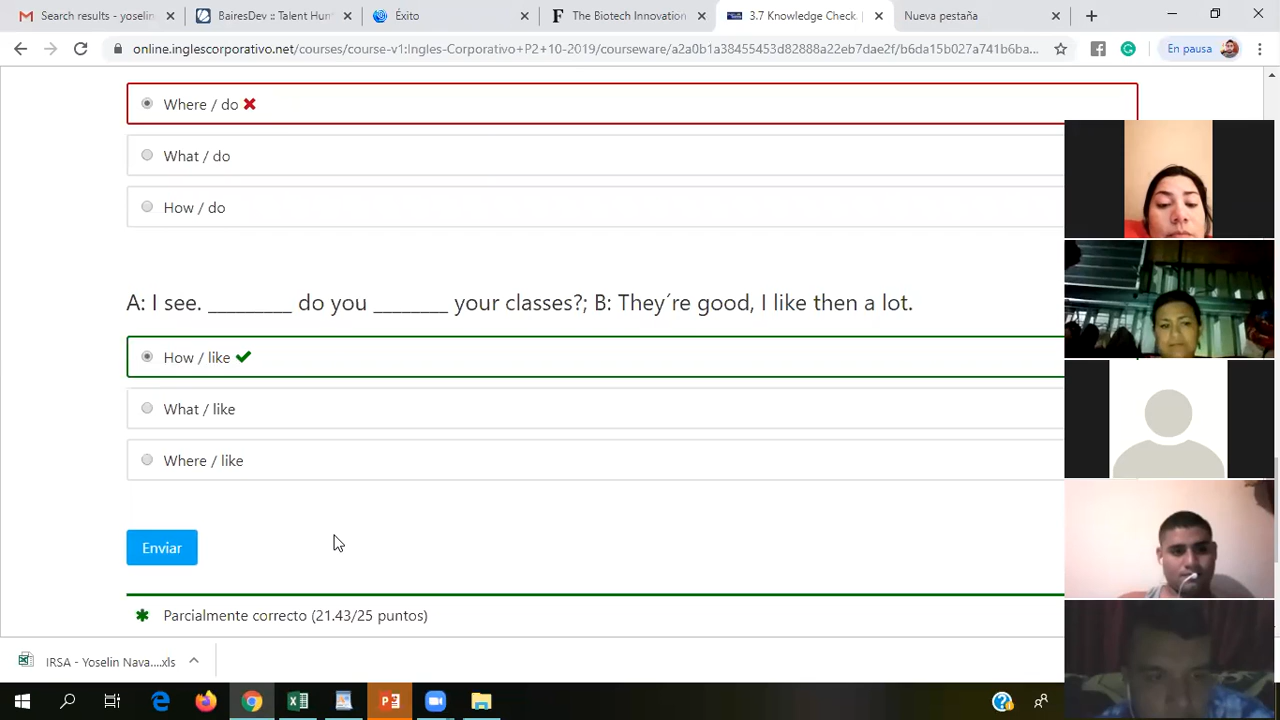 Search results - yoselin
BairesDev :: Talent Hun
Éxito
The Biotech Innovation
3.7 Knowledge Check
Nueva pestaña
online.inglescorporativo.net/courses/course-v1:Ingles-Corporativo+P2+10-2019/courseware/a2a0b1a38455453d82888a22eb7dae2f/b6da15b027a741b6ba...
En pausa
Where / do
What / do
How / do
A: I see. _________ do you ________ your classes?; B: They´re good, I like then a lot.
How / like
What / like
Where / like
Enviar
Parcialmente correcto (21.43/25 puntos)
IRSA - Yoselin Nava....xls